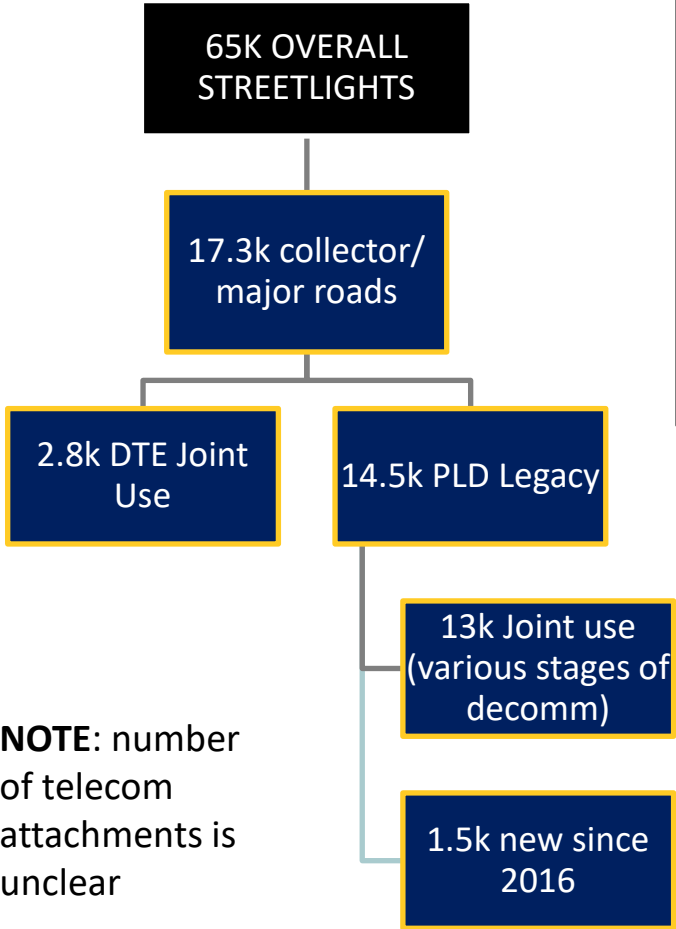 65K OVERALL
STREETLIGHTS
17.3k collector/
major roads
2.8k DTE Joint
Use
14.5k PLD Legacy
13k Joint use
(various stages of
decomm)
NOTE: number
of telecom
attachments is
unclear
1.5k new since
2016